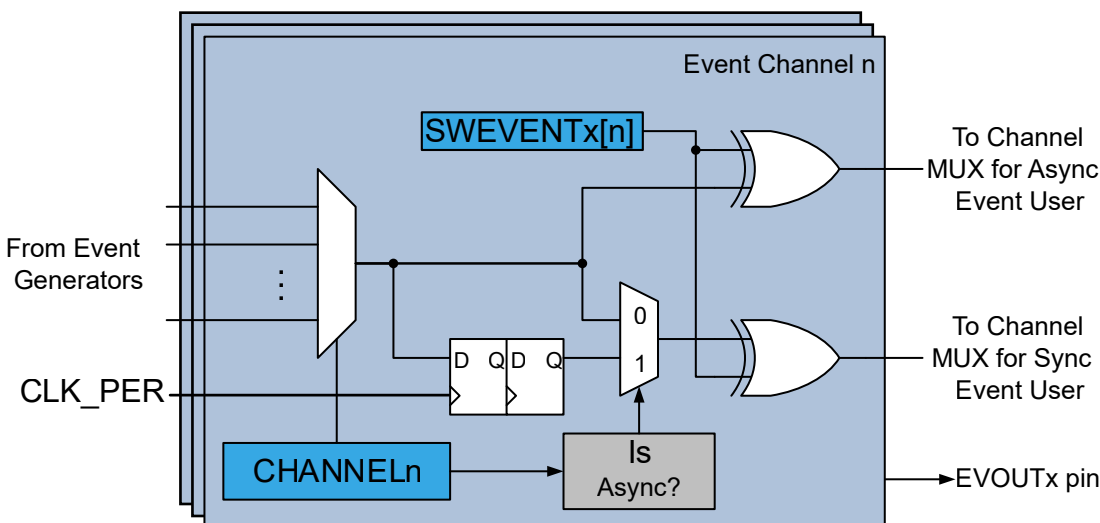 Event Channel n
SWEVENTx[n]
To Channel
MUX for Async
Event User
From Event
Generators
0
1
To Channel
MUX for Sync
Event User
D Q D Q
CLK_PER
CHANNELn
Is
Async?
EVOUTx pin